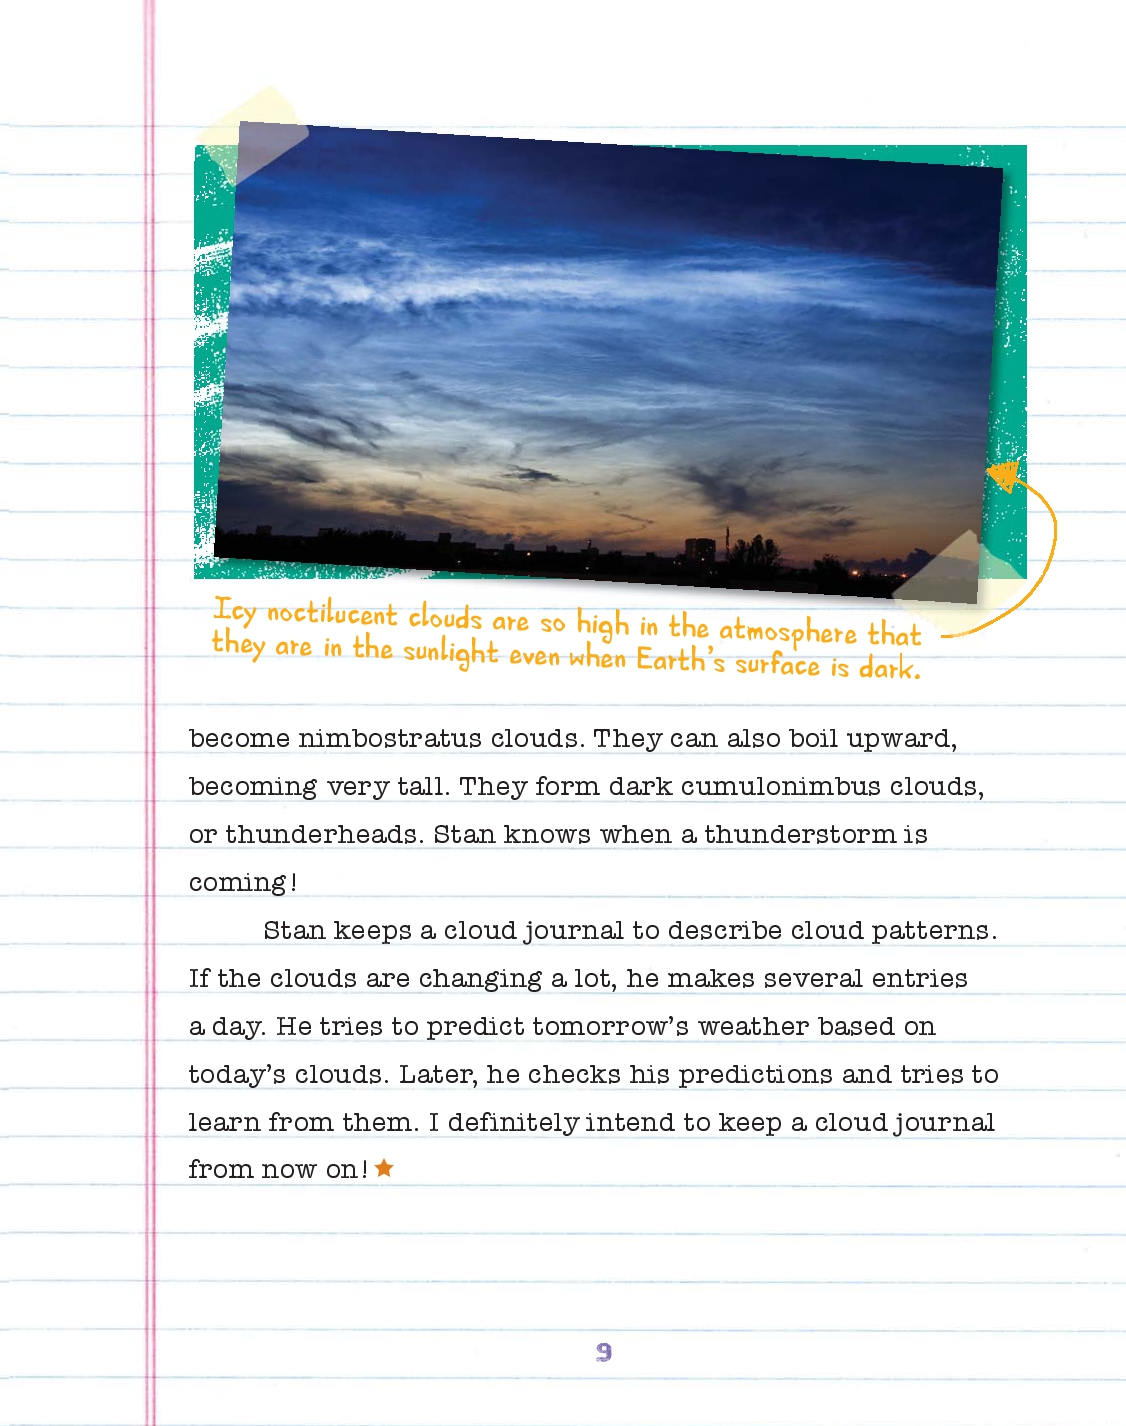 Icy noctilucent clouds are so high in the atmosphere that
they are in the sunlight even when Earth's surface is dark.
become nimbostratus clouds. They can also boil upward,
becoming very tall. They form dark cumulonimbus clouds,
or thunderheads. Stan knows when a thunderstorm is
coming!
Stan keeps a cloud journal to describe cloud patterns.
If the clouds are changing a lot, he makes several entries
a day. He tries to predict tomorrow’s weather based on
today’s clouds. Later, he checks his predictions and tries to
learn from them. I definitely intend to keep a cloud journal
from now on!
9